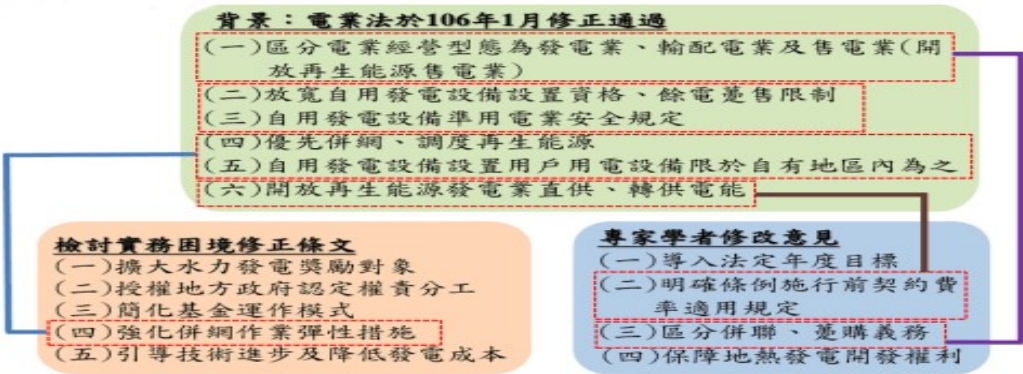 背景：電業法於106年1月修正通過
(一)區分電業經營型態為發電業、輸配電業及售電業(開
放再生能源售電業)
(二)放寬自用發電設備設置資格、餘電躉售限制
(三)自用發電設備準用電業安全規定
(四)優先併網、調度再生能源
(五)自用發電設備設置用戶用電設備限於自有地區內為之
(六)開放再生能源發電業直供、轉供電能
檢討實務困境修正條文
(一)擴大水力發電獎勵對象
(二)授權地方政府認定權責分工
(三)簡化基金運作模式
(四)強化併網作業彈性措施
(五)引導技術進步及降低發電成本
專家學者修改意見
(一)導入法定年度目標
(二)明確條例施行前契約費
率適用規定
(三)區分併聯、躉購義務
(四)保障地熱發電開發權利